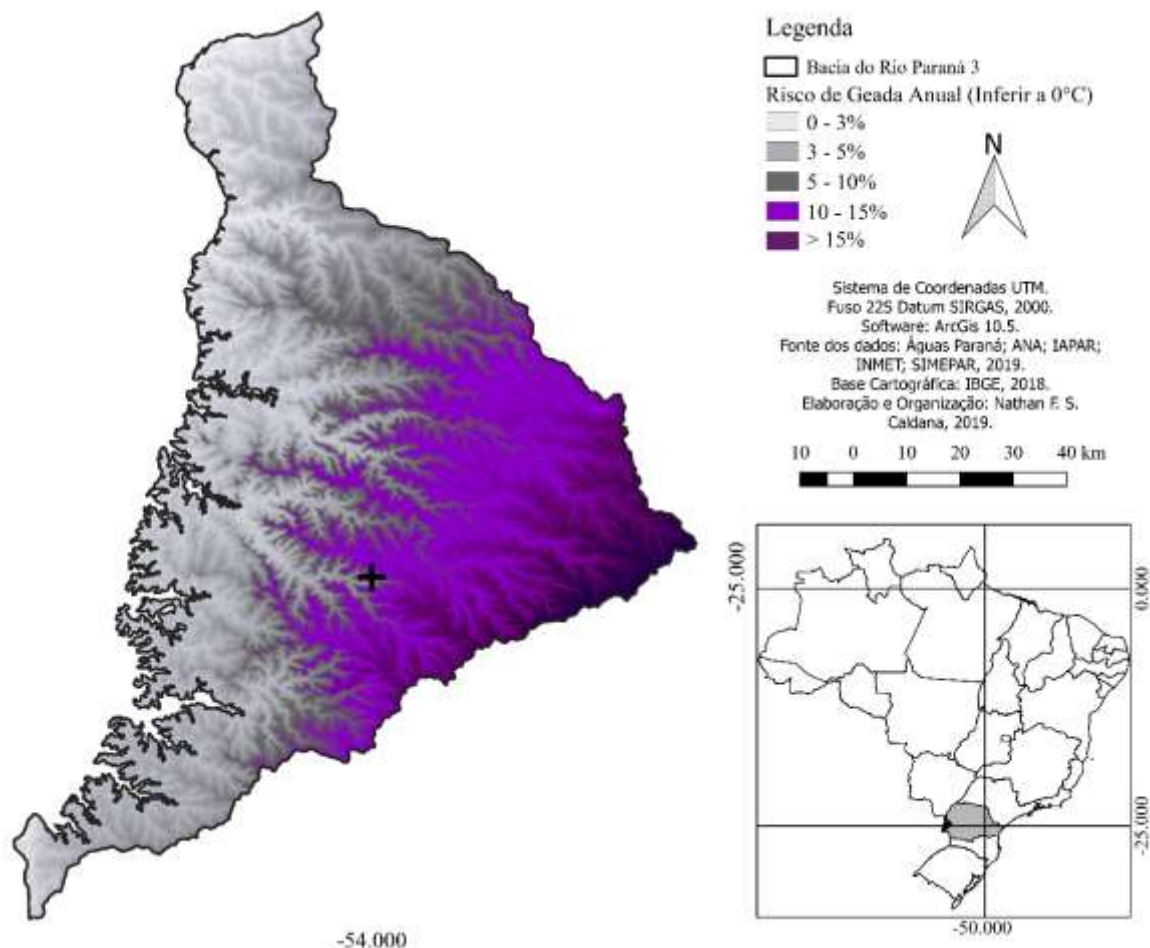 Legenda
Bacia do Rio Paraná 3
Risco de Geada Anual (Inferir a 0°C)
0 - 3%
3 - 5%
5 - 10%
10 - 15%
> 15%
N
Sistema de Coordenadas UTM.
Fuso 22S Datum SIRGAS, 2000.
Software: ArcGis 10.5.
Fonte dos dados: Águas Paraná; ANA; IAPAR;
INMET; SIMEPAR, 2019.
Base Cartográfica: IBGE, 2018.
Elaboração e Organização: Nathan F. S.
Caldana, 2019.
10 0 10 20 30 40 km
-25.000
0.000
-25.000
-50.000
-54.000